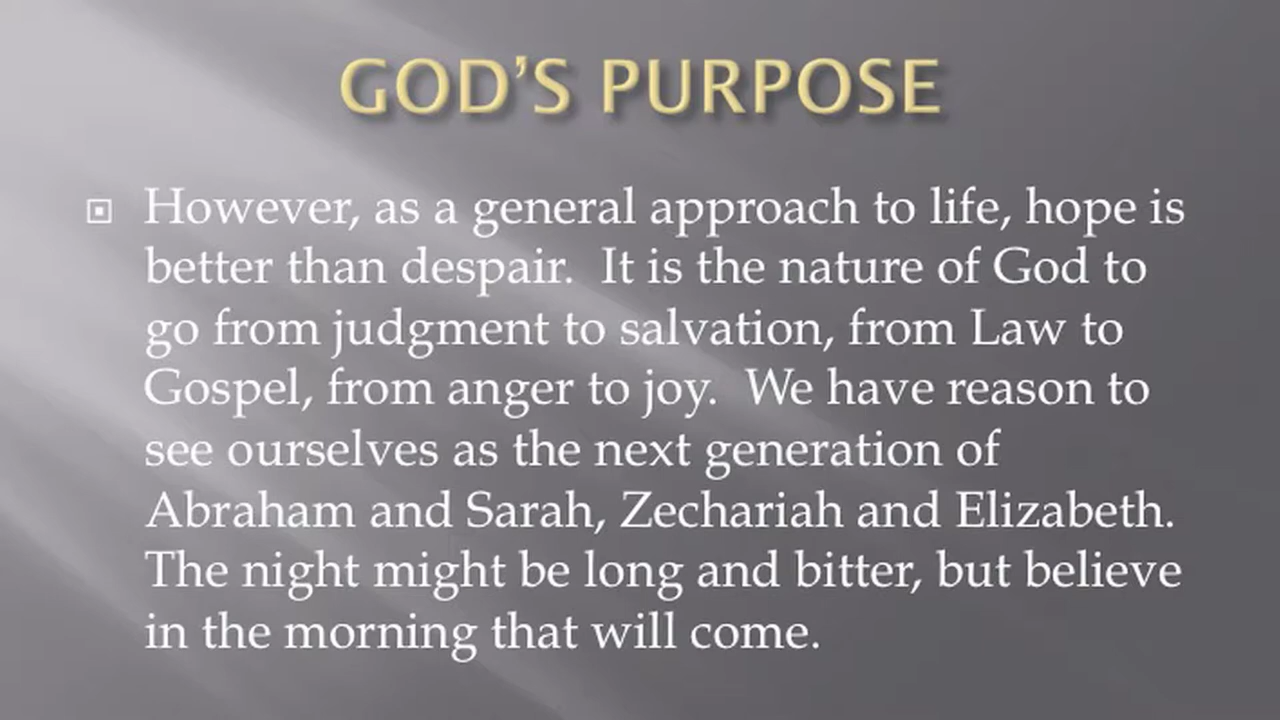 GOD’S PURPOSE
However, as a general approach to life, hope is
better than despair.  It is the nature of God to
go from judgment to salvation, from Law to
Gospel, from anger to joy.  We have reason to
see ourselves as the next generation of
Abraham and Sarah, Zechariah and Elizabeth.
The night might be long and bitter, but believe
in the morning that will come.